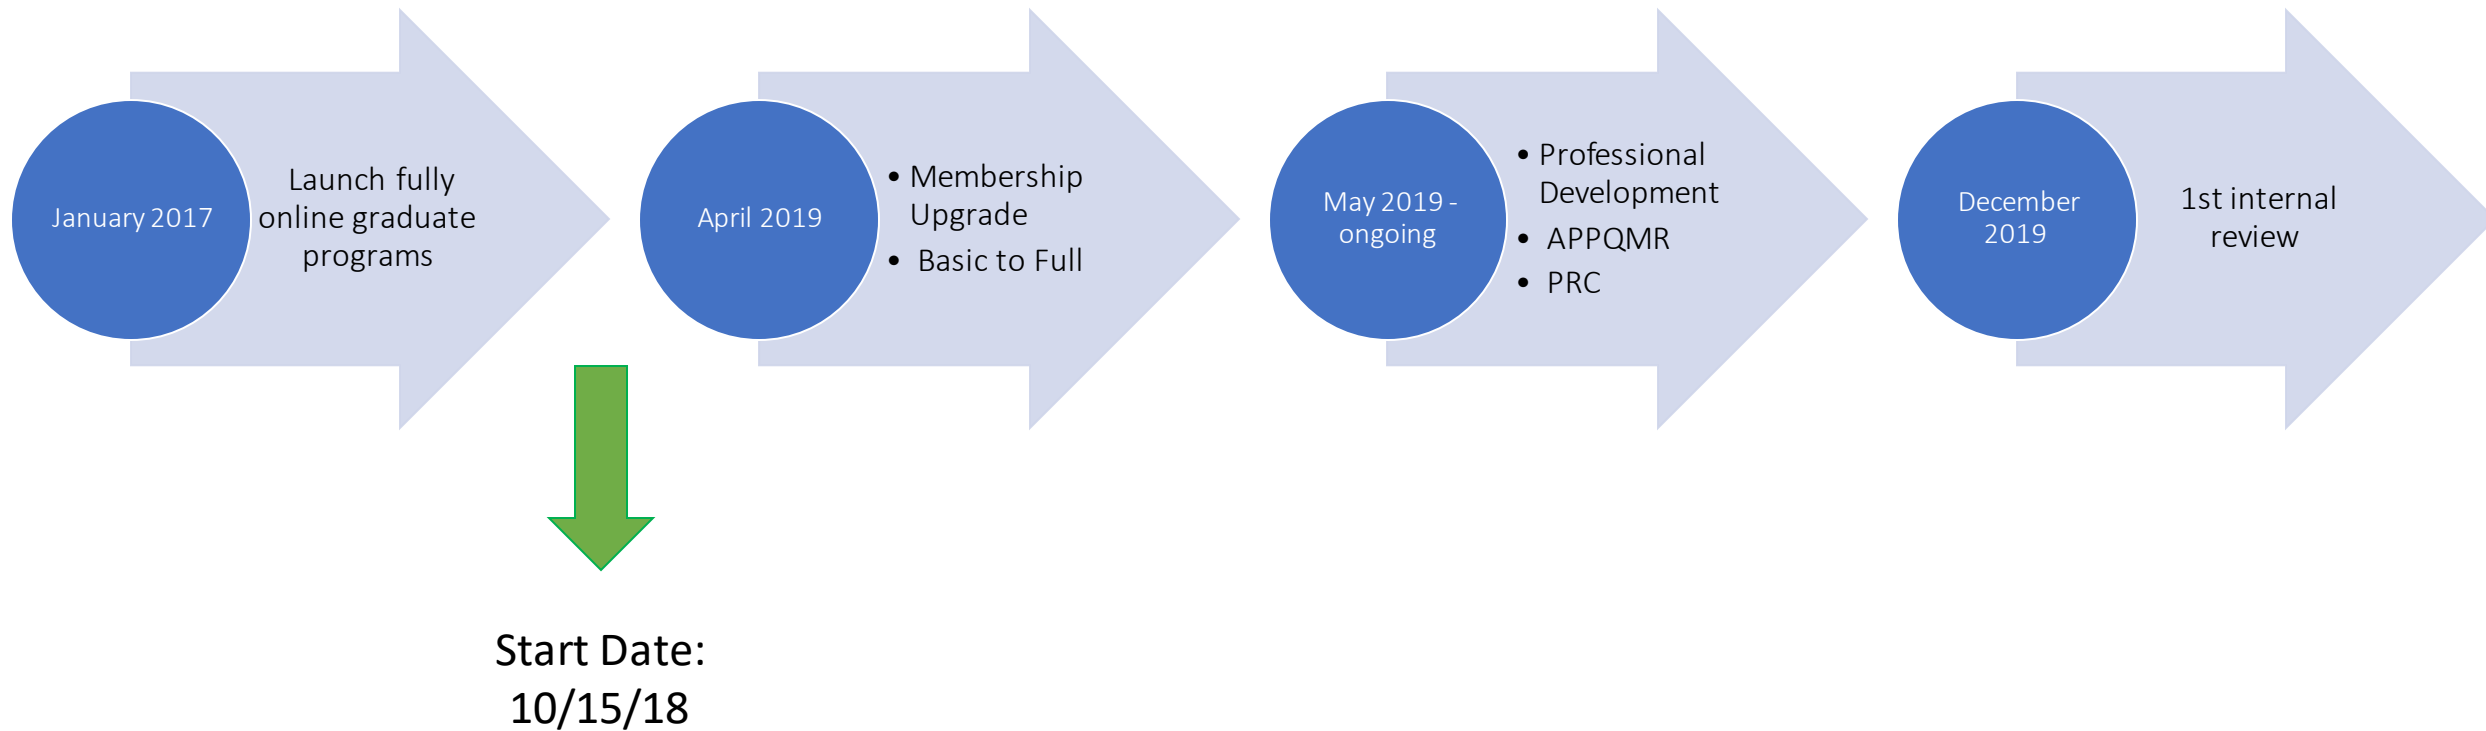 January 2017
Launch fully
online graduate
programs
April 2019
• Membership
Upgrade
• Basic to Full
May 2019 -
ongoing
• Professional
Development
• APPQMR
• PRC
December
2019
1st internal
review
Start Date:
10/15/18